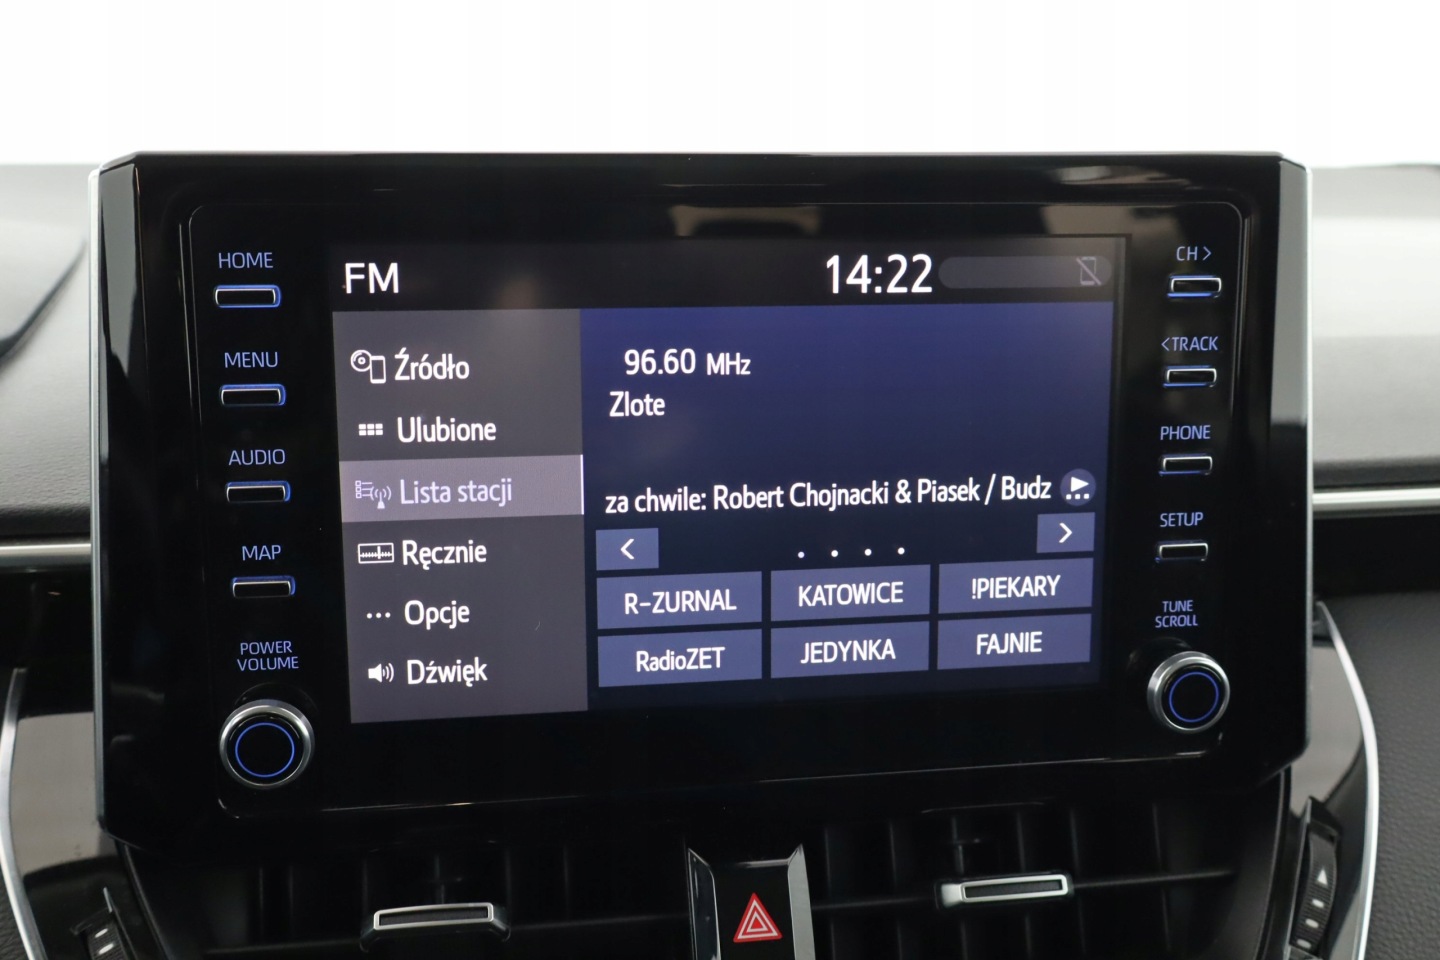 HOME
MENU
AUDIO
MAP
POWER
VOLUME
FM
14:22
Źródło
Ulubione
Lista stacji
Ręcznie
Opcje
Dźwięk
96.60 MHz
Zlote
za chwile: Robert Chojnacki & Piasek / Budz
R-ZURNAL
KATOWICE
!PIEKARY
RadioZET
JEDYNKA
FAJNIE
CH >
< TRACK
PHONE
SETUP
TUNE
SCROLL